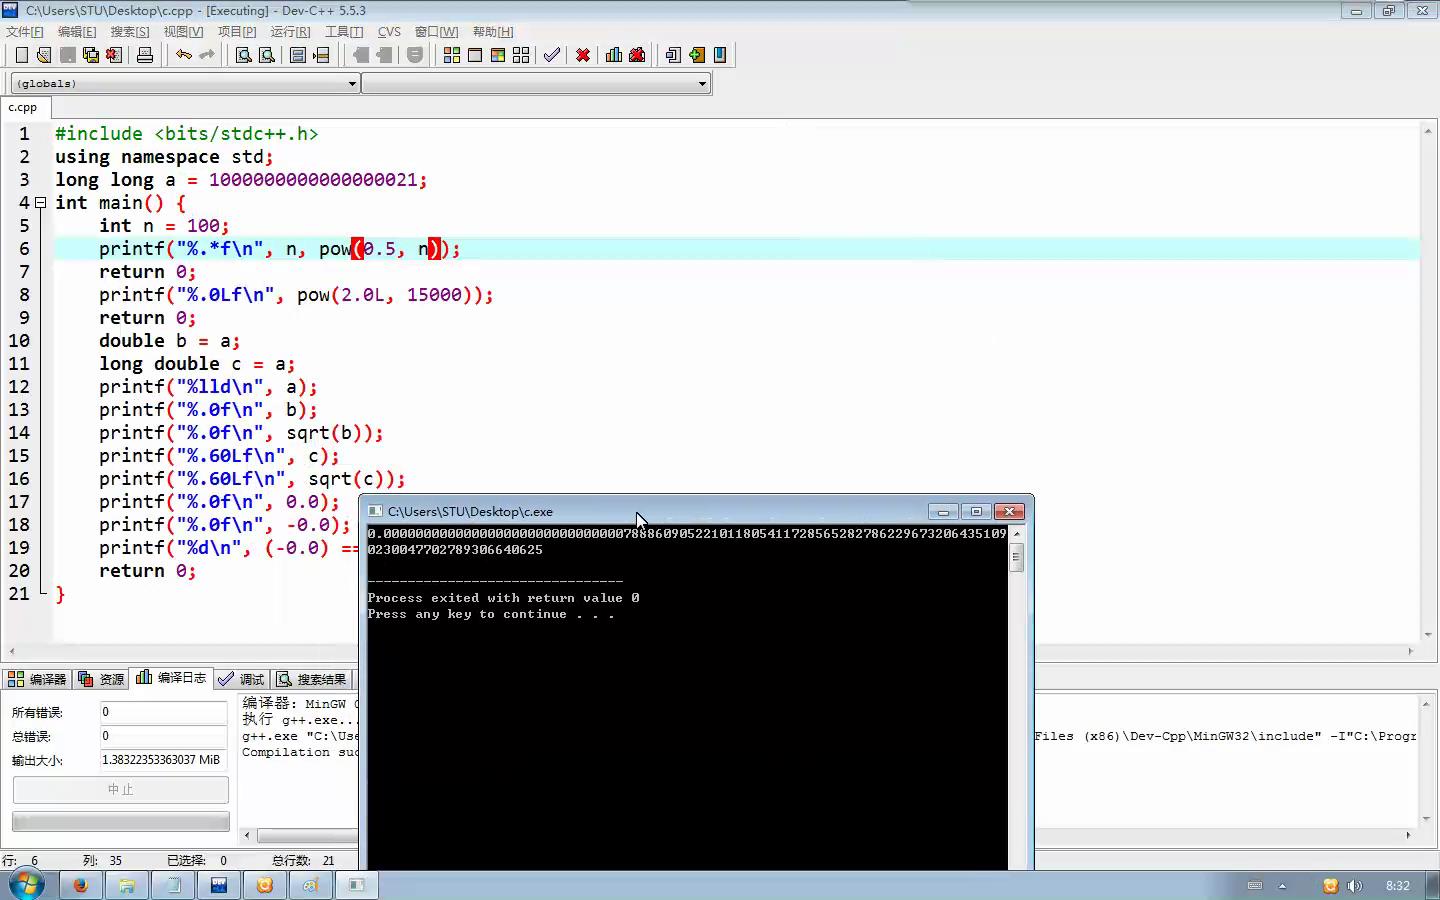 C:\Users\STU\Desktop\c.cpp - [Executing] - Dev-C++ 5.5.3
文件[F] 编辑[E] 搜索[S] 视图[V] 项目[P] 运行[R] 工具[T] CVS 窗口[W] 帮助[H]
(globals)
c.cpp
1 #include <bits/stdc++.h>
2 using namespace std;
3 long long a = 1000000000000000021;
4 int main() {
5 int n = 100;
6 printf("%.*f\n", n, pow(0.5, n));
7 return 0;
8 printf("%.0Lf\n", pow(2.0L, 15000));
9 return 0;
10 double b = a;
11 long double c = a;
12 printf("%lld\n", a);
13 printf("%.0f\n", b);
14 printf("%.0f\n", sqrt(b));
15 printf("%.60Lf\n", c);
16 printf("%.60Lf\n", sqrt(c));
17 printf("%.0f\n", 0.0);
18 printf("%.0f\n", -0.0);
19 printf("%d\n", (-0.0) ==
20 return 0;
21 }
C:\Users\STU\Desktop\c.exe
0.0000000000000000000000000000007888609052210118054117285652827862296732064351090230047702789306640625
--------------------------------
Process exited with return value 0
Press any key to continue . . .
编译器 资源 编译日志 调试 搜索结果
所有错误: 0
总错误: 0
输出大小: 1.38322353363037 MiB
中止
编译器: MinGW
执行 g++.exe...
g++.exe "C:\Use Files (x86)\Dev-Cpp\MinGW32\include" -I"C:\Progr
Compilation suc
行: 6 列: 35 已选择: 0 总行数: 21
8:32